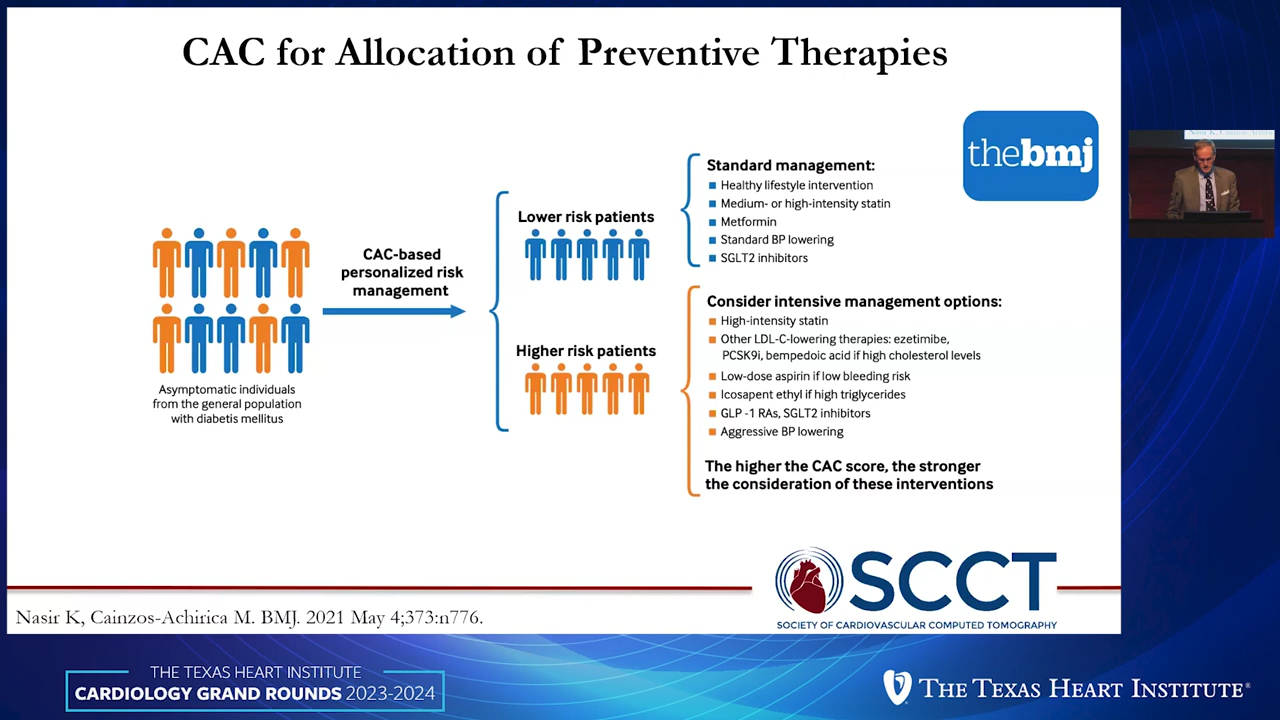 CAC for Allocation of Preventive Therapies
thebmj
Asymptomatic individuals
from the general population
with diabetis mellitus
CAC-based
personalized risk
management
Lower risk patients
Higher risk patients
Standard management:
Healthy lifestyle intervention
Medium- or high-intensity statin
Metformin
Standard BP lowering
SGLT2 inhibitors
Consider intensive management options:
High-intensity statin
Other LDL-C-lowering therapies: ezetimibe,
PCSK9i, bempedoic acid if high cholesterol levels
Low-dose aspirin if low bleeding risk
Icosapent ethyl if high triglycerides
GLP -1 RAs, SGLT2 inhibitors
Aggressive BP lowering
The higher the CAC score, the stronger
the consideration of these interventions
SCCT
SOCIETY OF CARDIOVASCULAR COMPUTED TOMOGRAPHY
Nasir K, Cainzos-Achirica M. BMJ. 2021 May 4;373:n776.
Nasir K, Cainzos
THE TEXAS HEART INSTITUTE
CARDIOLOGY GRAND ROUNDS 2023-2024
THE TEXAS HEART INSTITUTE®